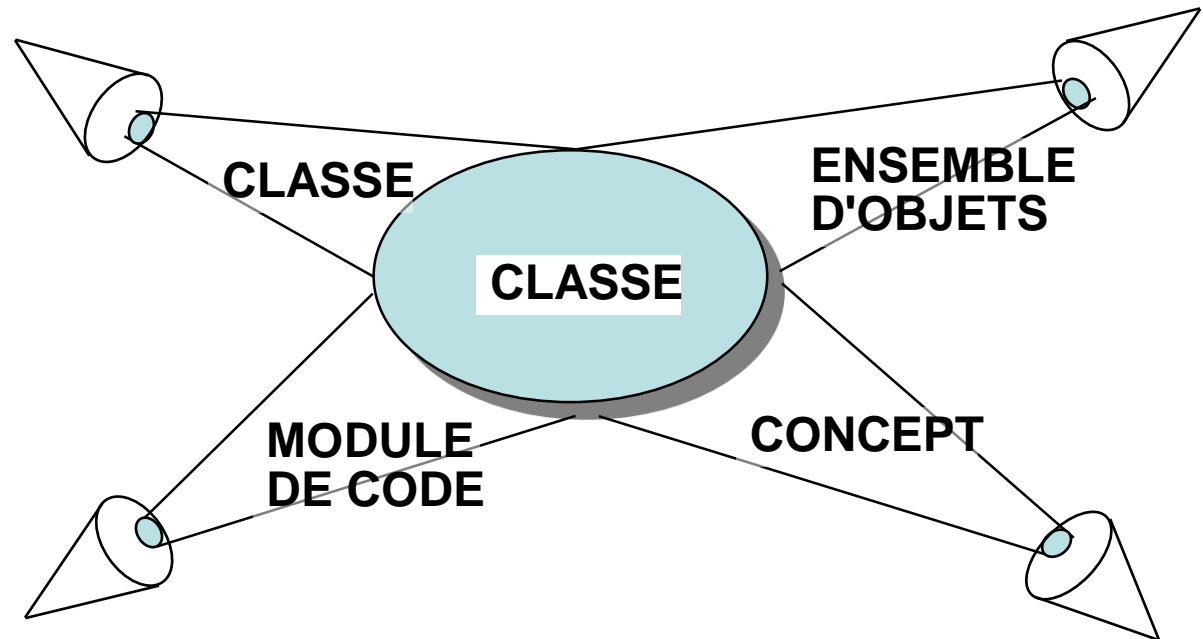 CLASSE
ENSEMBLE
D'OBJETS
CLASSE
MODULE
DE CODE
CONCEPT